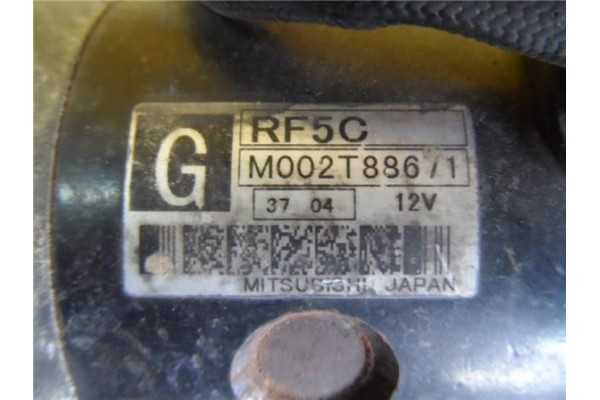 G
RF5C
M002T88671
37 04 12V
MITSUBISHI JAPAN